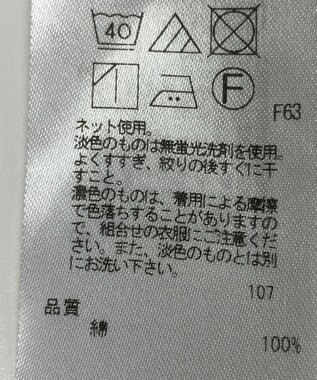 40
F
F63
ネット使用。
淡色のものは無蛍光洗剤を使用。
よくすすぎ、絞りの後すぐに干
すこと。
濃色のものは、着用による摩擦
で色落ちすることがありますの
で、組合せの衣服にご注意くだ
さい。また、淡色のものとは別
にお洗い下さい。
107
品質
綿 100%